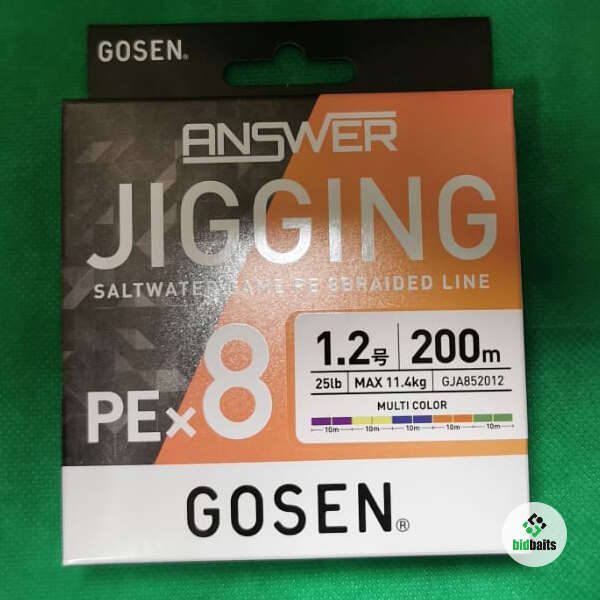 GOSEN®
ANSWER
JIGGING
SALTWATER GAME PE 8BRAIDED LINE
PE×8
1.2号 200m
25lb MAX 11.4kg GJA852012
MULTI COLOR
10m 10m 10m 10m 10m
GOSEN®
bidbaits